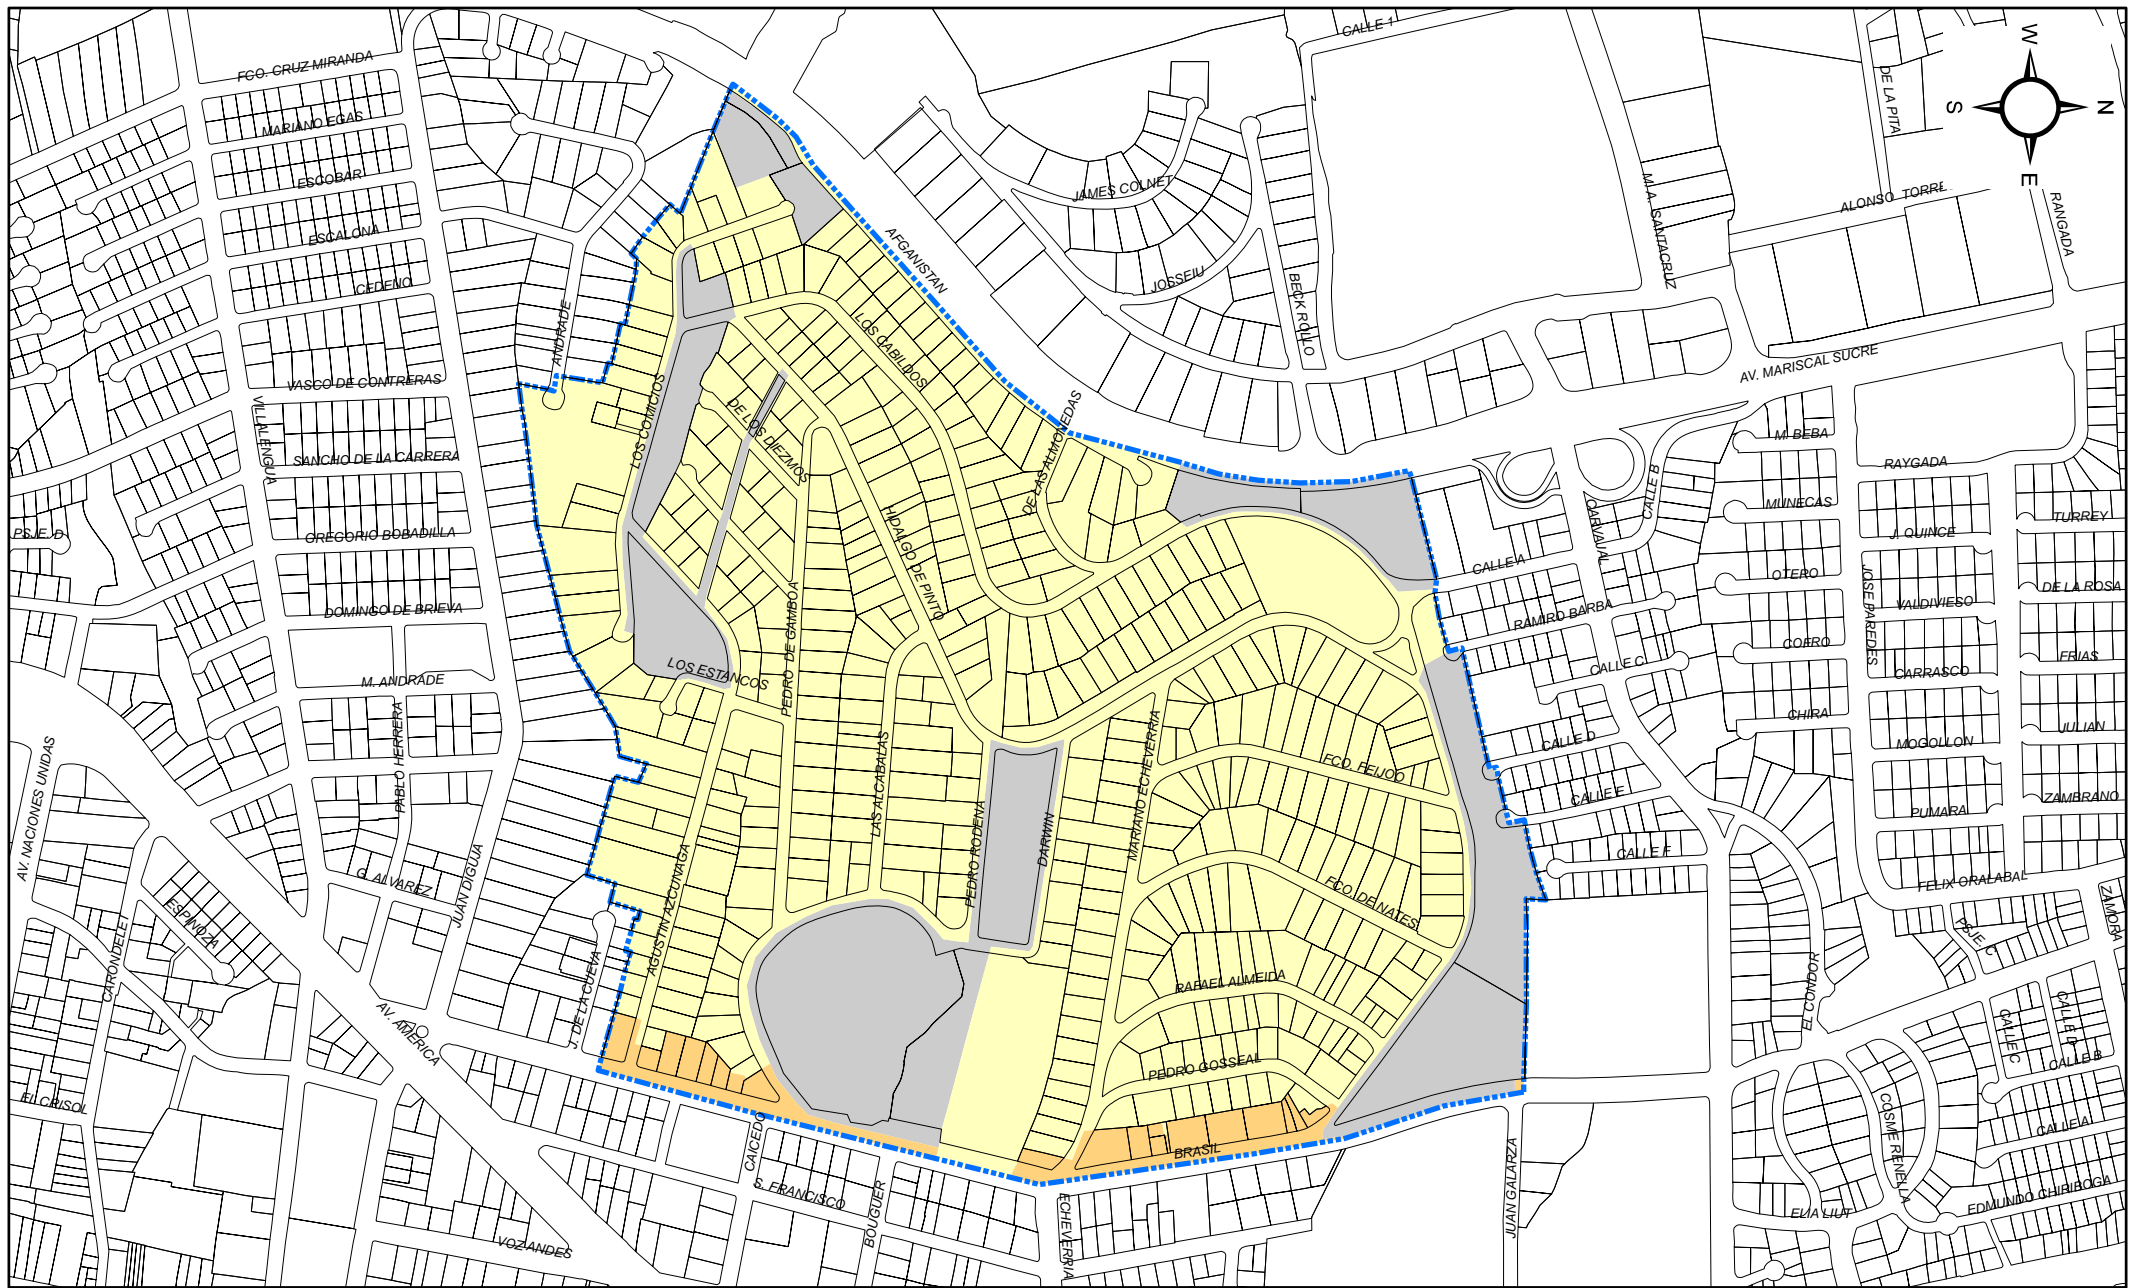 CALLE 1
W
S
N
E
FCO. CRUZ MIRANDA
MARIANO EGAS
ESCOBAR
ESCALONA
CEDENO
VASCO DE CONTRERAS
SANCHO DE LA CARRERA
GREGORIO BOBADILLA
DOMINGO DE BRIEVA
M. ANDRADE
VILLALENGUA
PSJE. D
ANDRADE
PABLO HERRERA
G. ALVAREZ
JUAN DIGUJA
AV. NACIONES UNIDAS
ESPINOZA
CARONDELET
AV. AMERICA
EL CRISOL
J. DE LA CUEVA
VOZ ANDES
CAICEDO
S. FRANCISCO
BOUGUER
ECHEVERRIA
BRASIL
JUAN GALARZA
AFGANISTAN
LOS CABILDOS
LOS COMICIOS
DE LOS DIEZMOS
DE LAS ALMONEDAS
HIDALGO DE PINTO
PEDRO DE GAMBOA
LOS ESTANCOS
LAS ALCABALAS
AGUSTIN AZCUNAGA
PEDRO RODENA
DARWIN
MARIANO ECHEVERRIA
FCO. FEIJOO
FCO. DE NATES
RAFAEL ALMEIDA
PEDRO GOSSEAL
JAMES COLNET
JOSSEIU
BECK ROLLO
M. A. SANTACRUZ
DE LA PITA
ALONSO TORRE
RANGADA
AV. MARISCAL SUCRE
M. BEBA
MUNECAS
OTERO
COFRO
CHIRA
CALLE B
CARVAJAL
CALLE A
RAMIRO BARBA
CALLE C
CALLE D
CALLE E
CALLE F
RAYGADA
J. QUINCE
VALDIVIESO
CARRASCO
MOGOLLON
PUMARA
JOSE PAREDES
TURREY
DE LA ROSA
FRIAS
JULIAN
ZAMBRANO
FELIX ORALABAL
ZAMORA
PSJE. C
EL CONDOR
CALLE C
CALLE D
CALLE B
CALLE A
COSME RENELLA
EDMUNDO CHIRIBOGA
ELIA LIUT